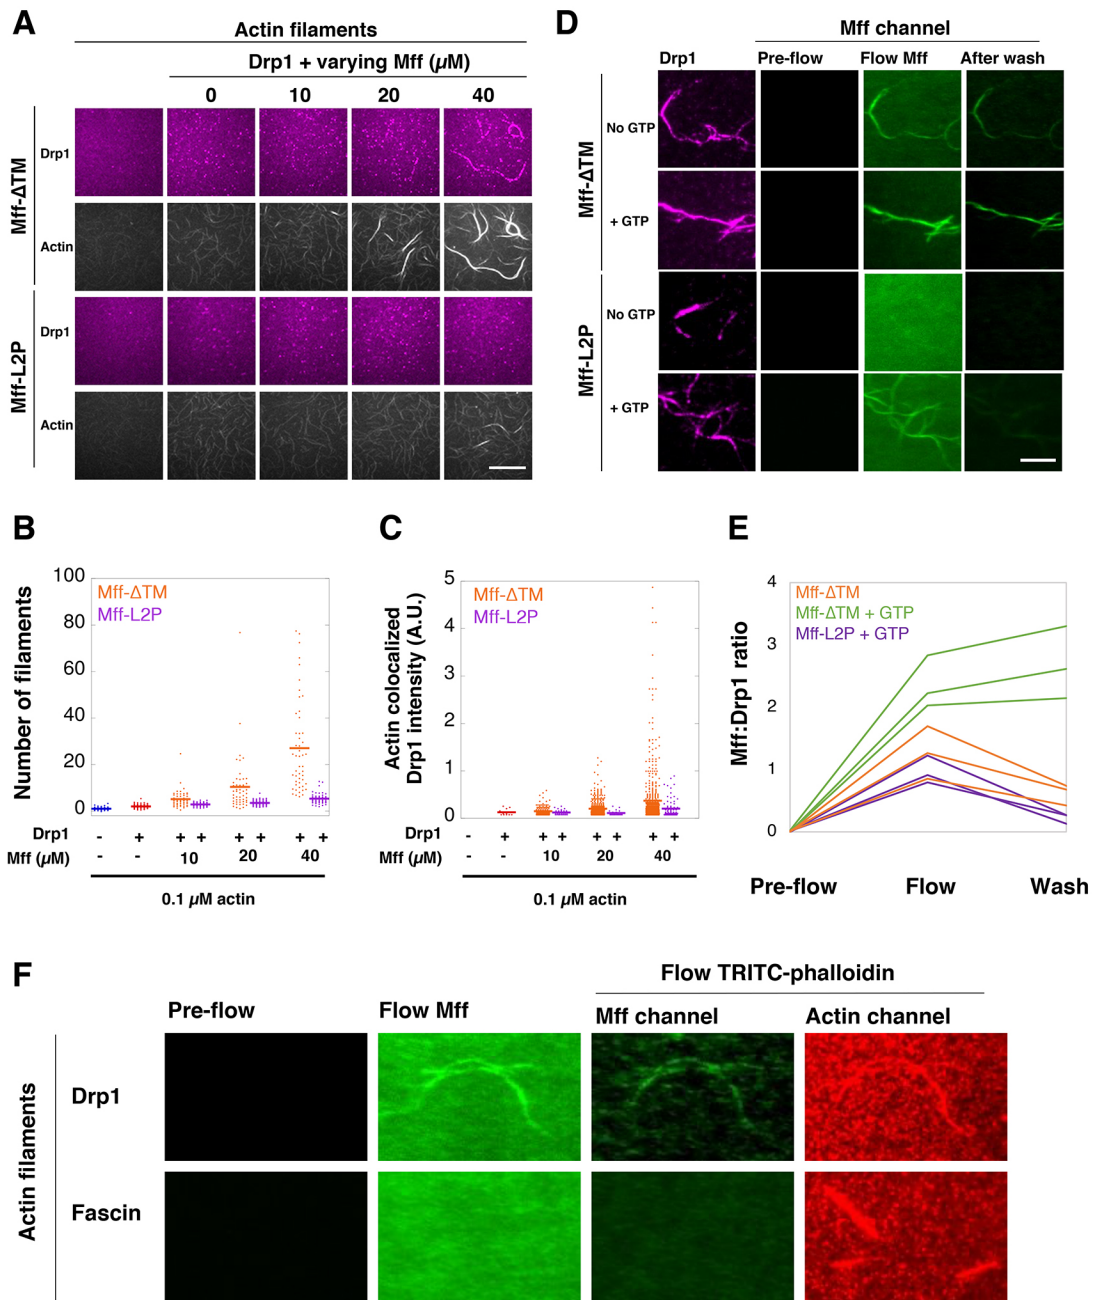 A
Actin filaments
Drp1 + varying Mff (µM)
0 10 20 40
Mff-ΔTM
Drp1
Actin
Mff-L2P
Drp1
Actin
D
Mff channel
Drp1 Pre-flow Flow Mff After wash
Mff-ΔTM
No GTP
+ GTP
Mff-L2P
No GTP
+ GTP
B
Number of filaments
100
80
60
40
20
0
Mff-ΔTM
Mff-L2P
Drp1 - + + + + + + +
Mff (µM) - - 10 20 40
0.1 µM actin
C
Actin colocalized
Drp1 intensity (A.U.)
5
4
3
2
1
0
Mff-ΔTM
Mff-L2P
Drp1 - + + + + + + +
Mff (µM) - - 10 20 40
0.1 µM actin
E
Mff:Drp1 ratio
4
3
2
1
0
Mff-ΔTM
Mff-ΔTM + GTP
Mff-L2P + GTP
Pre-flow Flow Wash
F
Flow TRITC-phalloidin
Pre-flow Flow Mff Mff channel Actin channel
Actin filaments
Drp1
Fascin